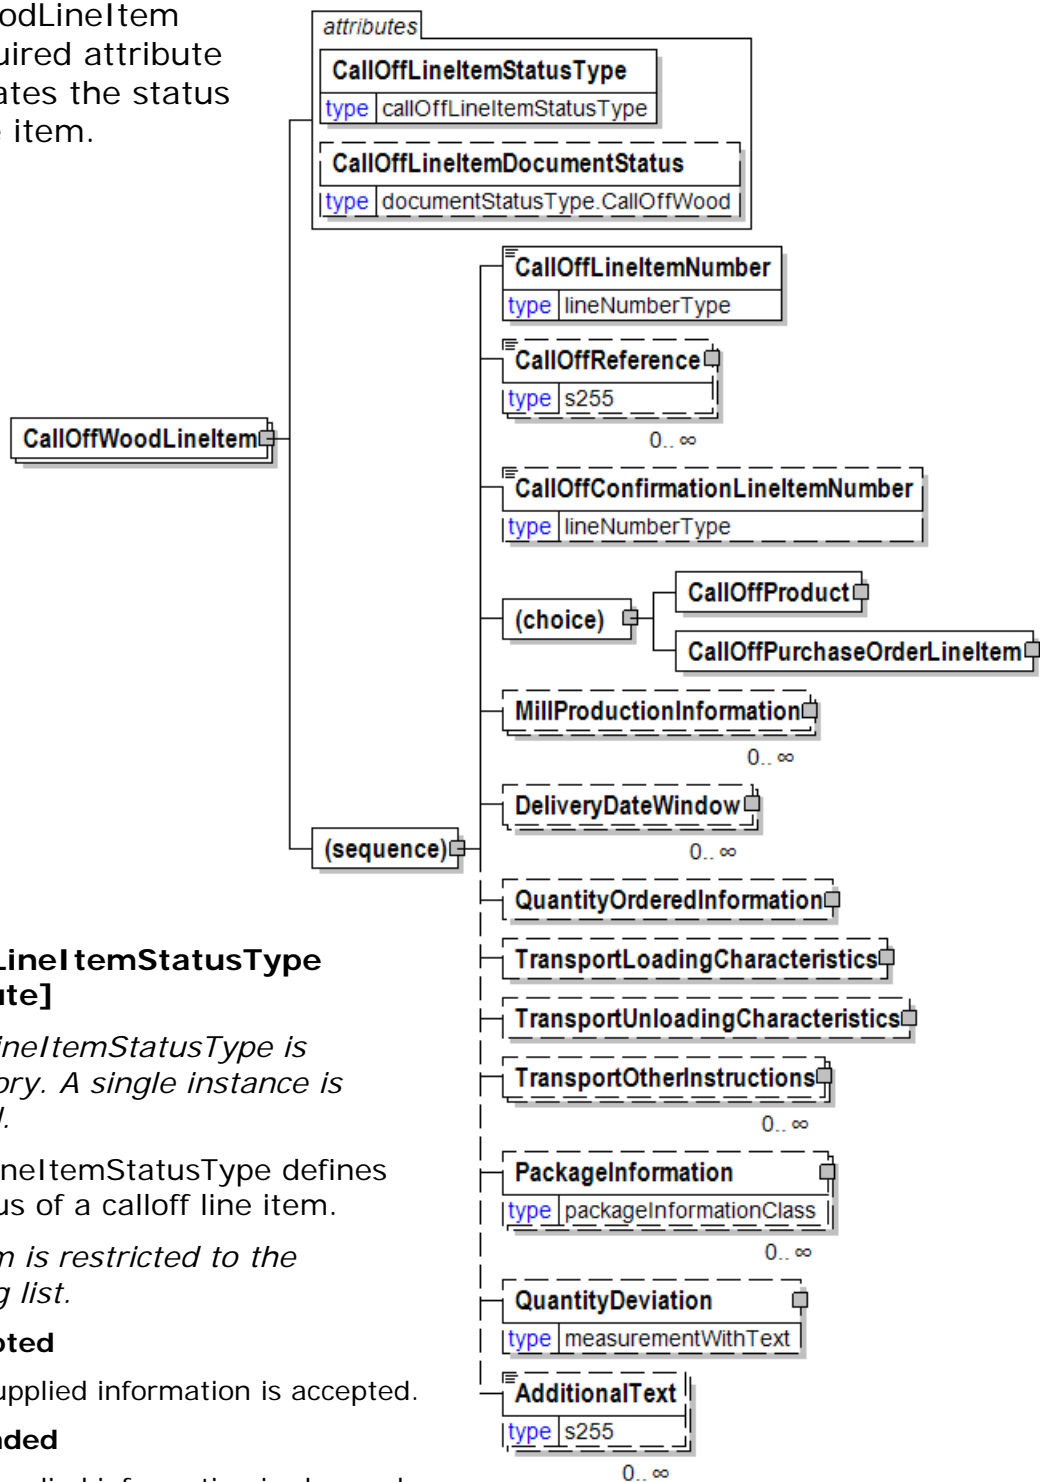 odLineItem
uired attribute
ates the status
e item.
attributes
CallOffLineItemStatusType
type callOffLineItemStatusType
CallOffLineItemDocumentStatus
type documentStatusType.CallOffWood
CallOffWoodLineItem
(sequence)
CallOffLineItemNumber
type lineNumberType
CallOffReference
type s255
0.. ∞
CallOffConfirmationLineItemNumber
type lineNumberType
(choice)
CallOffProduct
CallOffPurchaseOrderLineItem
MillProductionInformation
0.. ∞
DeliveryDateWindow
0.. ∞
QuantityOrderedInformation
TransportLoadingCharacteristics
TransportUnloadingCharacteristics
TransportOtherInstructions
0.. ∞
PackageInformation
type packageInformationClass
0.. ∞
QuantityDeviation
type measurementWithText
AdditionalText
type s255
0.. ∞
LineItemStatusType
ute]
ineItemStatusType is
ory. A single instance is
ineItemStatusType defines
us of a calloff line item.
m is restricted to the
g list.
pted
upplied information is accepted.
nded